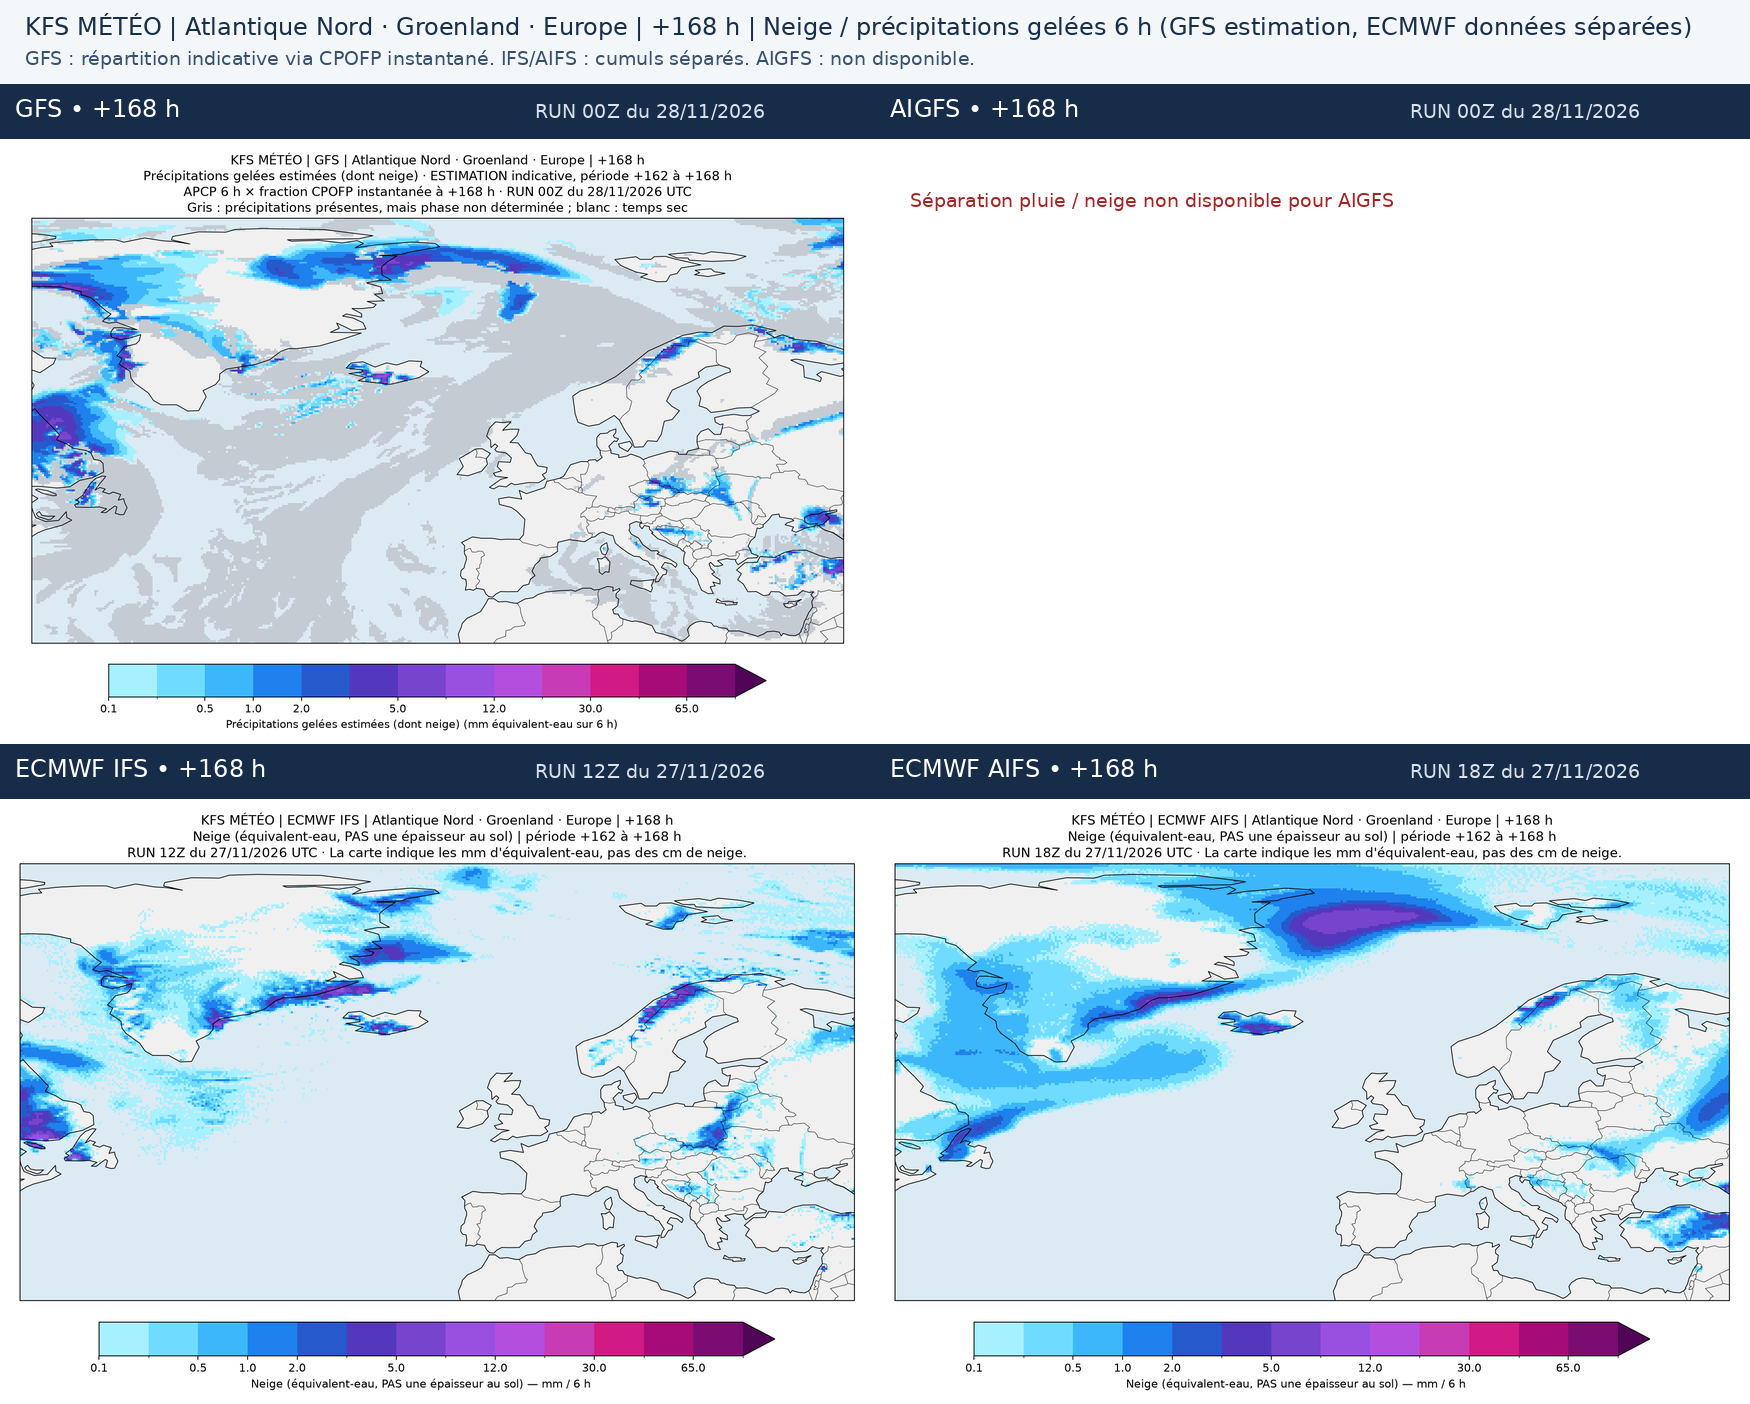 KFS MÉTÉO | Atlantique Nord · Groenland · Europe | +168 h | Neige / précipitations gelées 6 h (GFS estimation, ECMWF données séparées)
GFS : répartition indicative via CPOFP instantané. IFS/AIFS : cumuls séparés. AIGFS : non disponible.
GFS • +168 h
RUN 00Z du 28/11/2026
AIGFS • +168 h
RUN 00Z du 28/11/2026
KFS MÉTÉO | GFS | Atlantique Nord · Groenland · Europe | +168 h
Précipitations gelées estimées (dont neige) · ESTIMATION indicative, période +162 à +168 h
APCP 6 h × fraction CPOFP instantanée à +168 h · RUN 00Z du 28/11/2026 UTC
Gris : précipitations présentes, mais phase non déterminée ; blanc : temps sec
Séparation pluie / neige non disponible pour AIGFS
0.1 0.5 1.0 2.0 5.0 12.0 30.0 65.0
Précipitations gelées estimées (dont neige) (mm équivalent-eau sur 6 h)
ECMWF IFS • +168 h
RUN 12Z du 27/11/2026
ECMWF AIFS • +168 h
RUN 18Z du 27/11/2026
KFS MÉTÉO | ECMWF IFS | Atlantique Nord · Groenland · Europe | +168 h
Neige (équivalent-eau, PAS une épaisseur au sol) | période +162 à +168 h
RUN 12Z du 27/11/2026 UTC · La carte indique les mm d'équivalent-eau, pas des cm de neige.
KFS MÉTÉO | ECMWF AIFS | Atlantique Nord · Groenland · Europe | +168 h
Neige (équivalent-eau, PAS une épaisseur au sol) | période +162 à +168 h
RUN 18Z du 27/11/2026 UTC · La carte indique les mm d'équivalent-eau, pas des cm de neige.
0.1 0.5 1.0 2.0 5.0 12.0 30.0 65.0
Neige (équivalent-eau, PAS une épaisseur au sol) — mm / 6 h
0.1 0.5 1.0 2.0 5.0 12.0 30.0 65.0
Neige (équivalent-eau, PAS une épaisseur au sol) — mm / 6 h